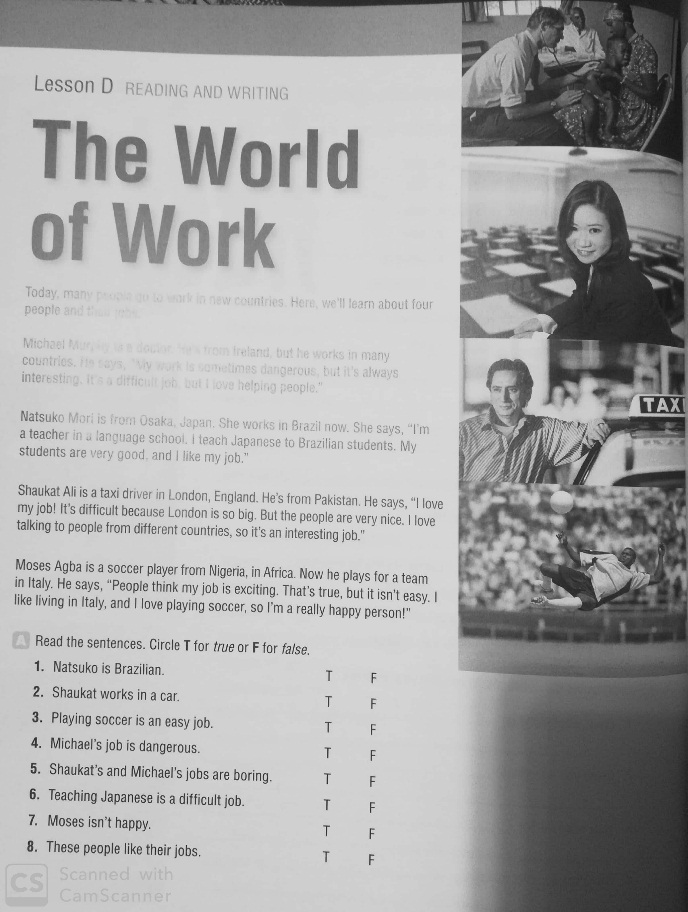 Lesson D READING AND WRITING
The World
of Work
Today, many people go to work in new countries. Here, we'll learn about four
people and their jobs.
Michael Murphy is a doctor. He's from Ireland, but he works in many
countries. He says, "My work is sometimes dangerous, but it's always
interesting. It's a difficult job, but I love helping people."
Natsuko Mori is from Osaka, Japan. She works in Brazil now. She says, "I'm
a teacher in a language school. I teach Japanese to Brazilian students. My
students are very good, and I like my job."
Shaukat Ali is a taxi driver in London, England. He's from Pakistan. He says, "I love
my job! It's difficult because London is so big. But the people are very nice. I love
talking to people from different countries, so it's an interesting job."
Moses Agba is a soccer player from Nigeria, in Africa. Now he plays for a team
in Italy. He says, "People think my job is exciting. That's true, but it isn't easy. I
like living in Italy, and I love playing soccer, so I'm a really happy person!"
A Read the sentences. Circle T for true or F for false.
1. Natsuko is Brazilian. T F
2. Shaukat works in a car. T F
3. Playing soccer is an easy job. T F
4. Michael's job is dangerous. T F
5. Shaukat's and Michael's jobs are boring. T F
6. Teaching Japanese is a difficult job. T F
7. Moses isn't happy. T F
8. These people like their jobs. T F
TAXI
CS Scanned with
CamScanner